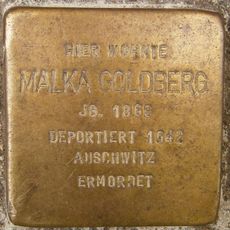 HIER WOHNTE
MALKA GOLDBERG
JG.
DEPORTIERT 1942
AUSCHWITZ
ERMORDET